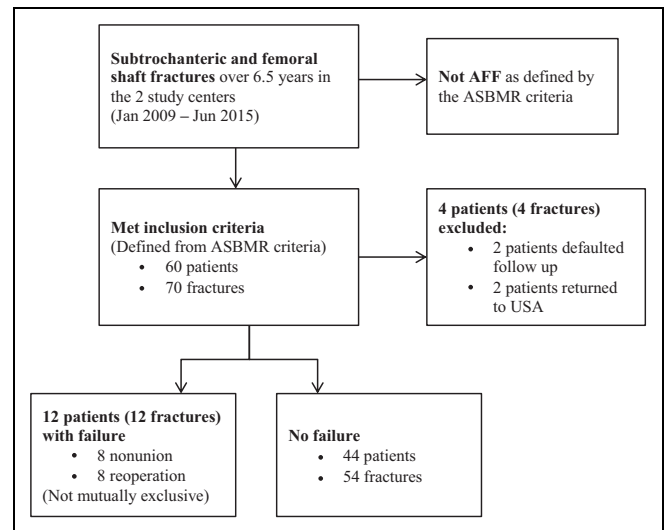 Subtrochanteric and femoral
shaft fractures over 6.5 years in
the 2 study centers
(Jan 2009 – Jun 2015)
Not AFF as defined by
the ASBMR criteria
Met inclusion criteria
(Defined from ASBMR criteria)
• 60 patients
• 70 fractures
4 patients (4 fractures)
excluded:
• 2 patients defaulted
follow up
• 2 patients returned
to USA
12 patients (12 fractures)
with failure
• 8 nonunion
• 8 reoperation
(Not mutually exclusive)
No failure
• 44 patients
• 54 fractures